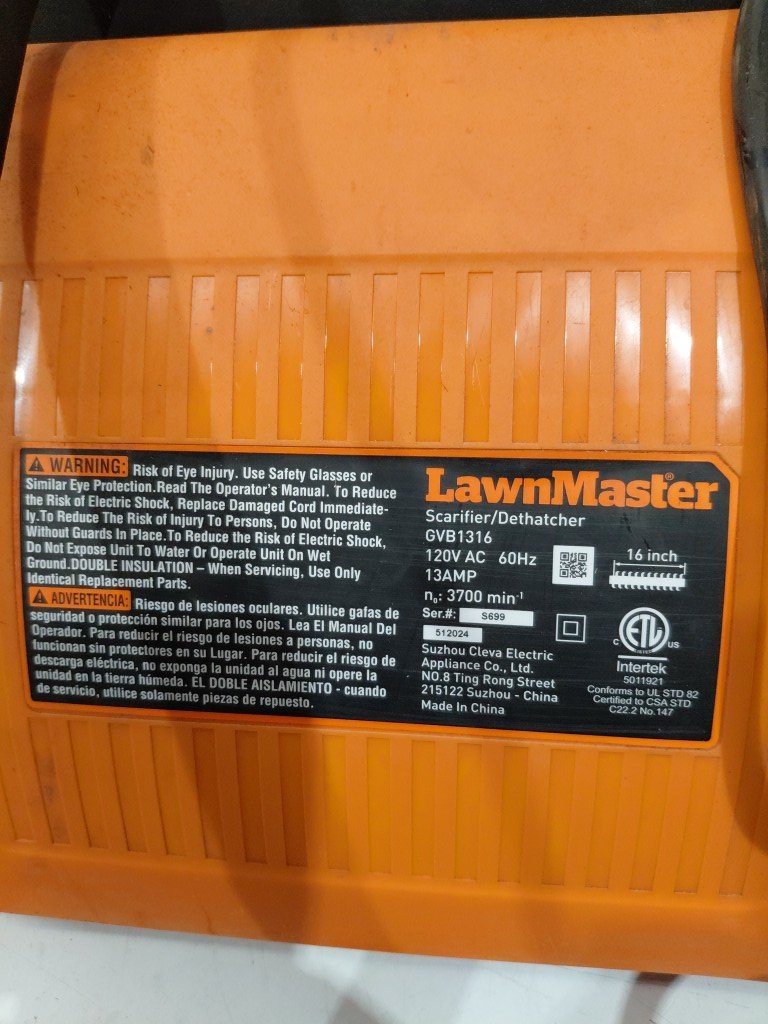 WARNING: Risk of Eye Injury. Use Safety Glasses or
Similar Eye Protection.Read The Operator's Manual. To Reduce
the Risk of Electric Shock, Replace Damaged Cord Immediate-
ly.To Reduce The Risk of Injury To Persons, Do Not Operate
Without Guards In Place.To Reduce the Risk of Electric Shock,
Do Not Expose Unit To Water Or Operate Unit On Wet
Ground.DOUBLE INSULATION – When Servicing, Use Only
Identical Replacement Parts.
ADVERTENCIA: Riesgo de lesiones oculares. Utilice gafas de
seguridad o protección similar para los ojos. Lea El Manual Del
Operador. Para reducir el riesgo de lesiones a personas, no
funcionan sin protectores en su Lugar. Para reducir el riesgo de
descarga eléctrica, no exponga la unidad al agua ni opere la
unidad en la tierra húmeda. EL DOBLE AISLAMIENTO - cuando
de servicio, utilice solamente piezas de repuesto.
LawnMaster®
Scarifier/Dethatcher
GVB1316
120V AC 60Hz
13AMP
n₀: 3700 min⁻¹
Ser.#: S699
512024
Suzhou Cleva Electric
Appliance Co., Ltd.
NO.8 Ting Rong Street
215122 Suzhou - China
Made In China
16 inch
C ETL US
Intertek
5011921
Conforms to UL STD 82
Certified to CSA STD
C22.2 No.147